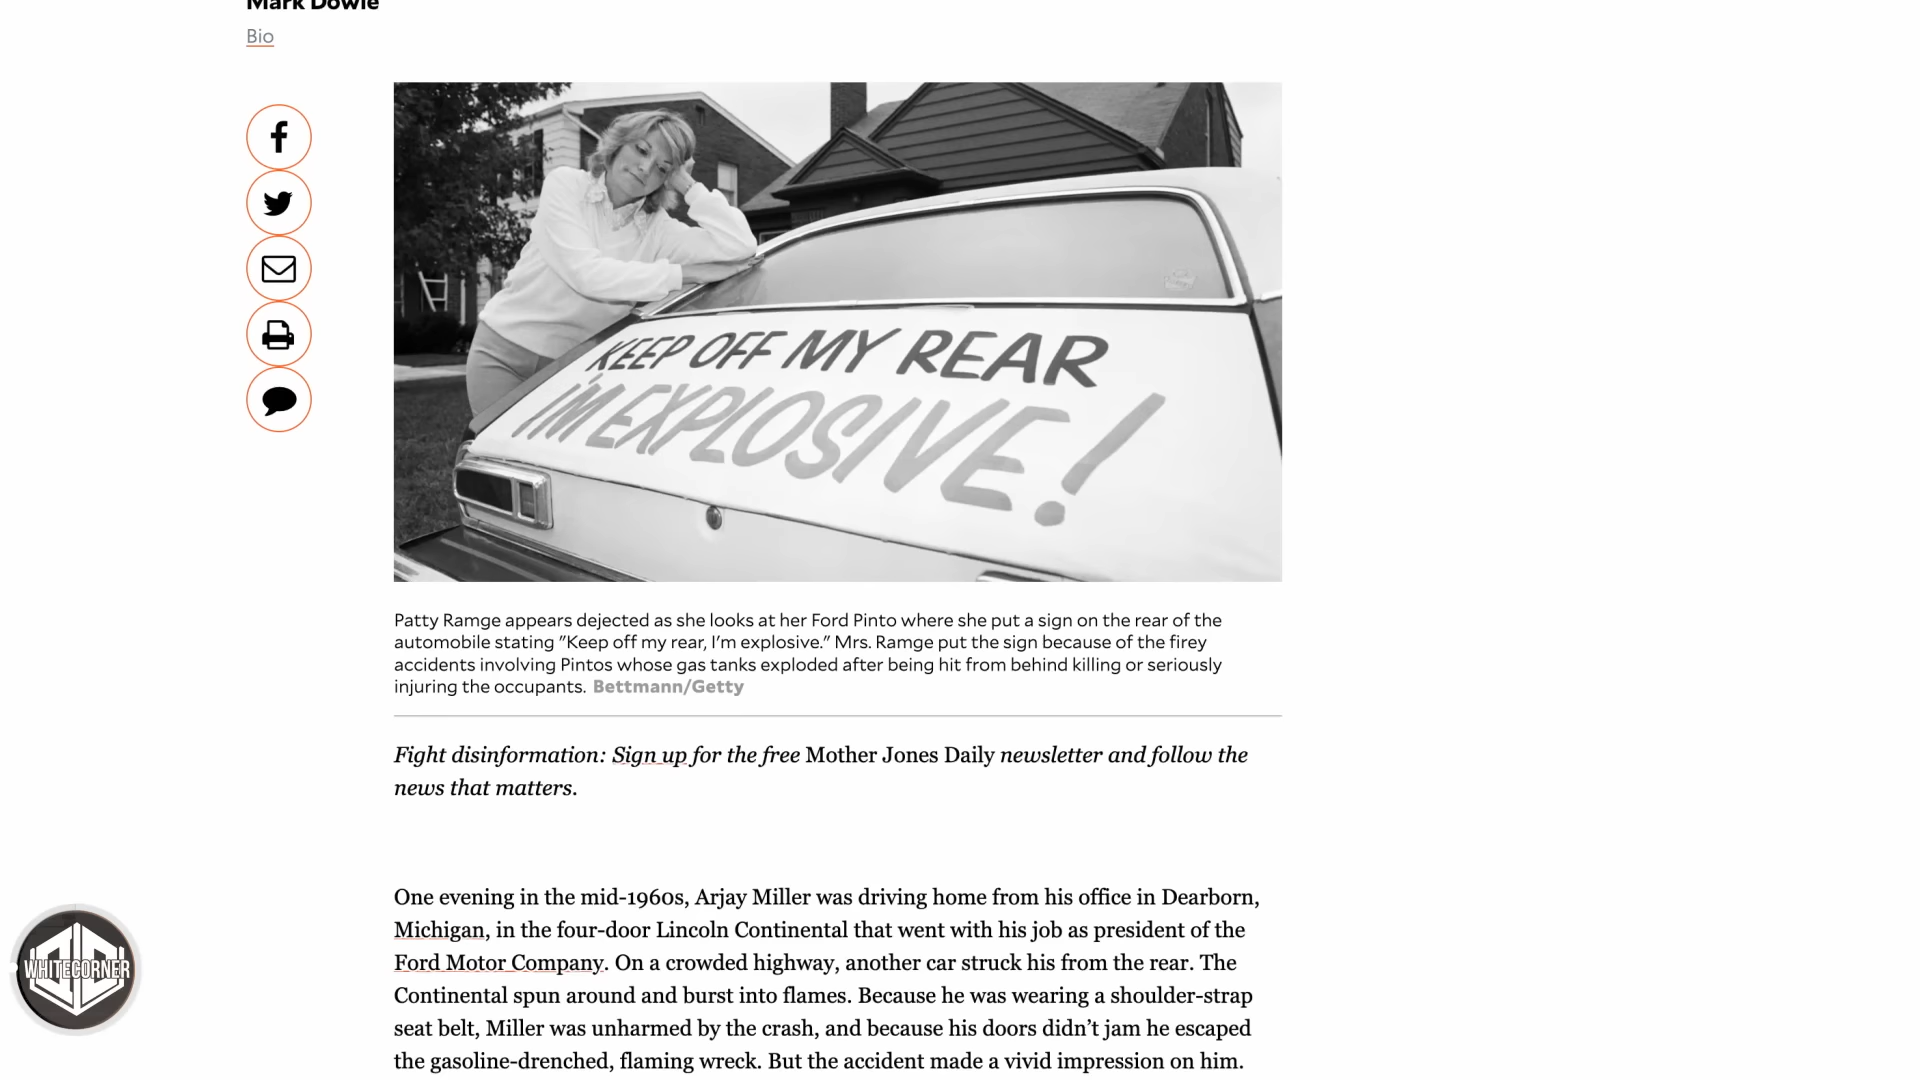 Mark Dowie
Bio
KEEP OFF MY REAR
I'M EXPLOSIVE!
Patty Ramge appears dejected as she looks at her Ford Pinto where she put a sign on the rear of the
automobile stating "Keep off my rear, I'm explosive." Mrs. Ramge put the sign because of the firey
accidents involving Pintos whose gas tanks exploded after being hit from behind killing or seriously
injuring the occupants. Bettmann/Getty
Fight disinformation: Sign up for the free Mother Jones Daily newsletter and follow the
news that matters.
One evening in the mid-1960s, Arjay Miller was driving home from his office in Dearborn,
Michigan, in the four-door Lincoln Continental that went with his job as president of the
Ford Motor Company. On a crowded highway, another car struck his from the rear. The
Continental spun around and burst into flames. Because he was wearing a shoulder-strap
seat belt, Miller was unharmed by the crash, and because his doors didn't jam he escaped
the gasoline-drenched, flaming wreck. But the accident made a vivid impression on him.
WHITECORNER